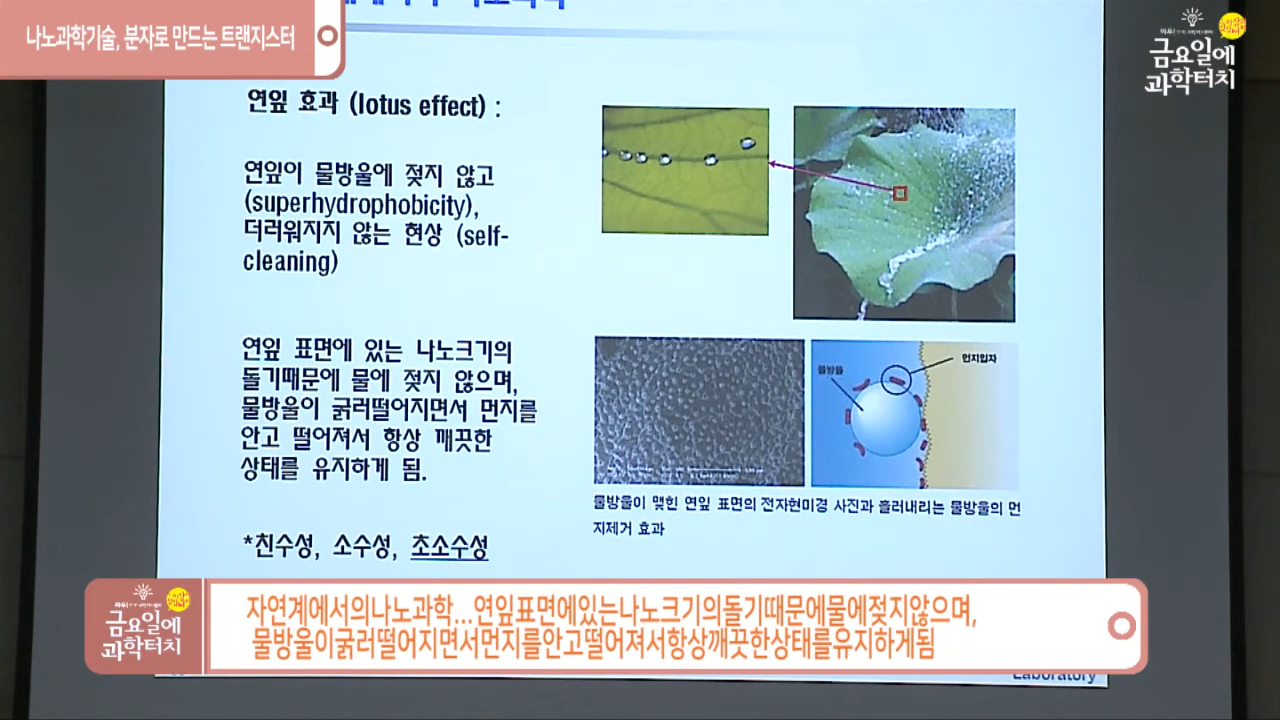 나노과학기술, 분자로 만드는 트랜지스터
금요일에
과학터치
연잎 효과 (lotus effect) :
연잎이 물방울에 젖지 않고
(superhydrophobicity),
더러워지지 않는 현상 (self-
cleaning)
연잎 표면에 있는 나노크기의
돌기때문에 물에 젖지 않으며,
물방울이 굵러떨어지면서 먼지를
안고 떨어져서 항상 깨끗한
상태를 유지하게 됨.
*친수성, 소수성, 초소수성
물방울
먼지입자
물방울이 맺힌 연잎 표면의 전자현미경 사진과 흘러내리는 물방울의 먼
지제거 효과
금요일에
과학터치
자연계에서의나노과학...연잎표면에있는나노크기의돌기때문에물에젖지않으며,
물방울이굵러떨어지면서먼지를안고떨어져서항상깨끗한상태를유지하게됨
Laboratory